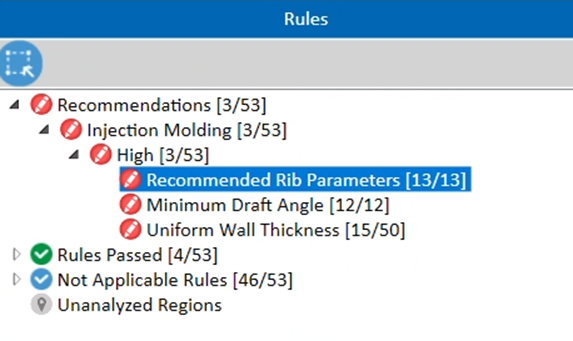 Rules
Recommendations [3/53]
Injection Molding [3/53]
High [3/53]
Recommended Rib Parameters [13/13]
Minimum Draft Angle [12/12]
Uniform Wall Thickness [15/50]
Rules Passed [4/53]
Not Applicable Rules [46/53]
Unanalyzed Regions